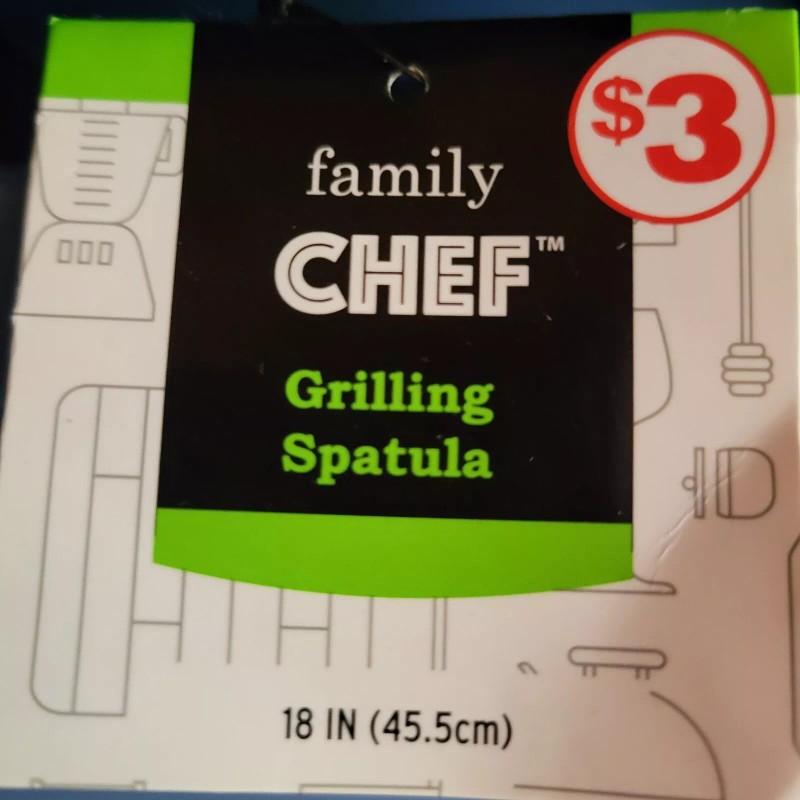 $3
family
CHEF™
Grilling
Spatula
18 IN (45.5cm)